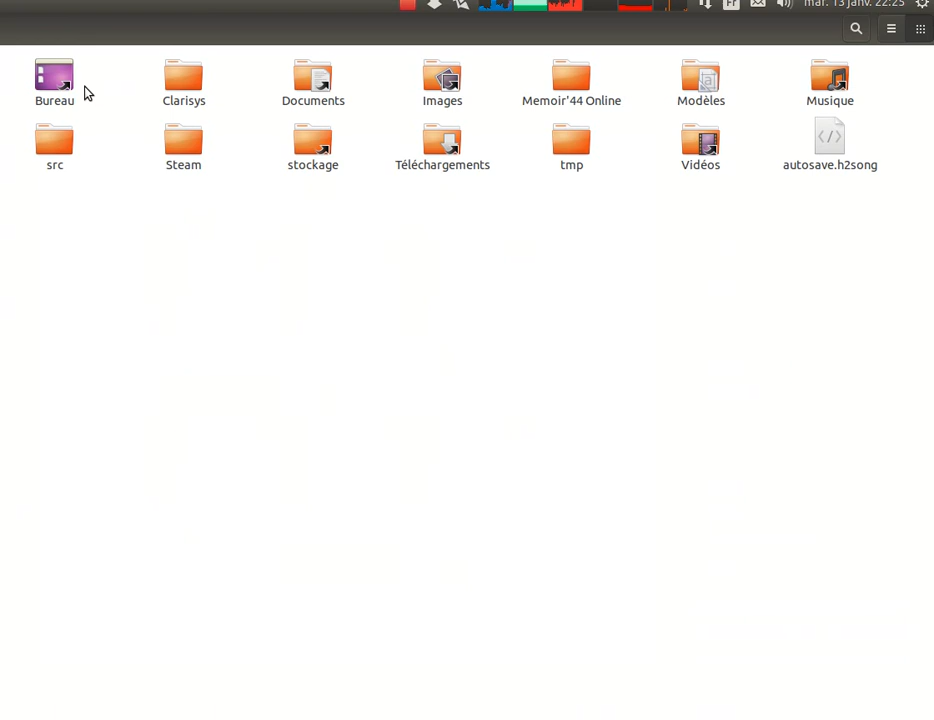 Fr
mar. 13 janv. 22:25
Bureau
Clarisys
Documents
Images
Memoir'44 Online
Modèles
Musique
src
Steam
stockage
Téléchargements
tmp
Vidéos
autosave.h2song